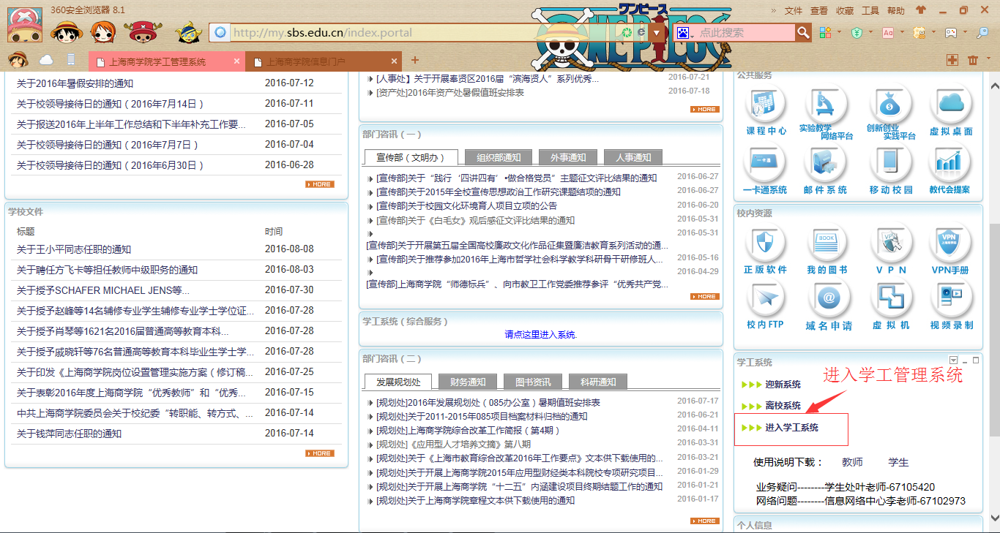 360安全浏览器 8.1
» 文件 查看 收藏 工具 帮助
ワンピース
http://my.sbs.edu.cn/index.portal
点此搜索
上海商学院学工管理系统 ×
上海商学院信息门户 ×
关于2016年暑假安排的通知 2016-07-12
关于校领导接待日的通知（2016年7月14日） 2016-07-11
关于报送2016年上半年工作总结和下半年补充工作要... 2016-07-05
关于校领导接待日的通知（2016年7月7日） 2016-07-04
关于校领导接待日的通知（2016年6月30日） 2016-06-28
MORE
学校文件
标题 时间
关于王小平同志任职的通知 2016-08-08
关于聘任方飞卡等担任教师中级职务的通知 2016-08-03
关于授予SCHAFER MICHAEL JENS等... 2016-07-30
关于授予赵峰等14名辅修专业学生辅修专业学士学位证... 2016-07-28
关于授予肖琴等1621名2016届普通高等教育本科... 2016-07-28
关于授予戚晓轩等76名普通高等教育本科毕业生学士学... 2016-07-28
关于印发《上海商学院岗位设置管理实施方案（修订稿... 2016-07-25
关于表彰2016年度上海商学院“优秀教师”和“优秀... 2016-07-15
中共上海商学院委员会关于校纪委“转职能、转方式、... 2016-07-14
关于钱萍同志任职的通知 2016-07-14
MORE
[人事处】关于开展奉贤区2016届“滨海贤人”系列优秀... 2016-07-21
[资产处]2016年资产处暑假值班安排表 2016-07-18
MORE
部门咨讯（一）
宣传部（文明办） 组织部通知 外事通知 人事通知
[宣传部]关于“践行‘四讲四有’•做合格党员”主题征文评比结果的通知 2016-06-27
[宣传部]关于2015年全校宣传思想政治工作研究课题结项的通知 2016-06-27
[宣传部]关于校园文化环境育人项目立项的公告 2016-06-20
[宣传部]关于《白毛女》观后感征文评比结果的通知 2016-05-31
2016-05-31
[宣传部]关于开展第五届全国高校廉政文化作品征集暨廉洁教育系列活动的通...
[宣传部]关于推荐参加2016年上海市哲学社会科学教学科研骨干研修班人... 2016-05-16
2016-04-29
[宣传部]上海商学院“师德标兵”、向市教卫工作党委推荐参评“优秀共产党...
MORE
学工系统（综合服务）
请点这里进入系统.
部门咨讯（二）
发展规划处 财务通知 图书资讯 科研通知
[规划处]2016年发展规划处（085办公室）暑期值班安排表 2016-07-17
[规划处]关于2011-2015年085项目档案材料归档的通知 2016-06-21
[规划处]上海商学院综合改革工作简报（第4期） 2016-04-11
[规划处]《应用型人才培养文摘》第八期 2016-03-31
[规划处]关于《上海市教育综合改革2016年工作要点》文本供下载使用的... 2016-03-21
[规划处]关于开展上海商学院2015年应用型财经类本科院校专项研究项目... 2016-01-29
[规划处]关于开展上海商学院“十二五”内涵建设项目终期结题工作的通知 2016-01-21
[规划处]关于上海商学院章程文本供下载使用的通知 2016-01-17
MORE
公共服务
课程中心 实验教学网络平台 创新创业实践平台 虚拟桌面
一卡通
一卡通系统 邮件系统 移动校园 教代会提案
校内资源
BOOK VPN VPN
正版软件 我的图书 VPN VPN手册
@
校内FTP 域名申请 虚拟机 视频录制
学工系统
进入学工管理系统
迎新系统
离校系统
进入学工系统
使用说明下载： 教师 学生
业务疑问--------学生处叶老师-67105420
网络问题--------信息网络中心李老师-67102973
个人信息